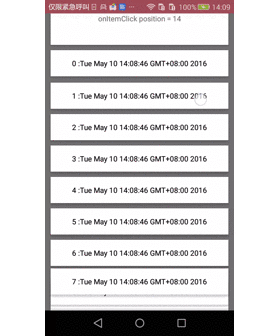 仅限紧急呼叫 100% 14:09
onItemClick position = 14
0 :Tue May 10 14:08:46 GMT+08:00 2016
1 :Tue May 10 14:08:46 GMT+08:00 2016
2 :Tue May 10 14:08:46 GMT+08:00 2016
3 :Tue May 10 14:08:46 GMT+08:00 2016
4 :Tue May 10 14:08:46 GMT+08:00 2016
5 :Tue May 10 14:08:46 GMT+08:00 2016
6 :Tue May 10 14:08:46 GMT+08:00 2016
7 :Tue May 10 14:08:46 GMT+08:00 2016